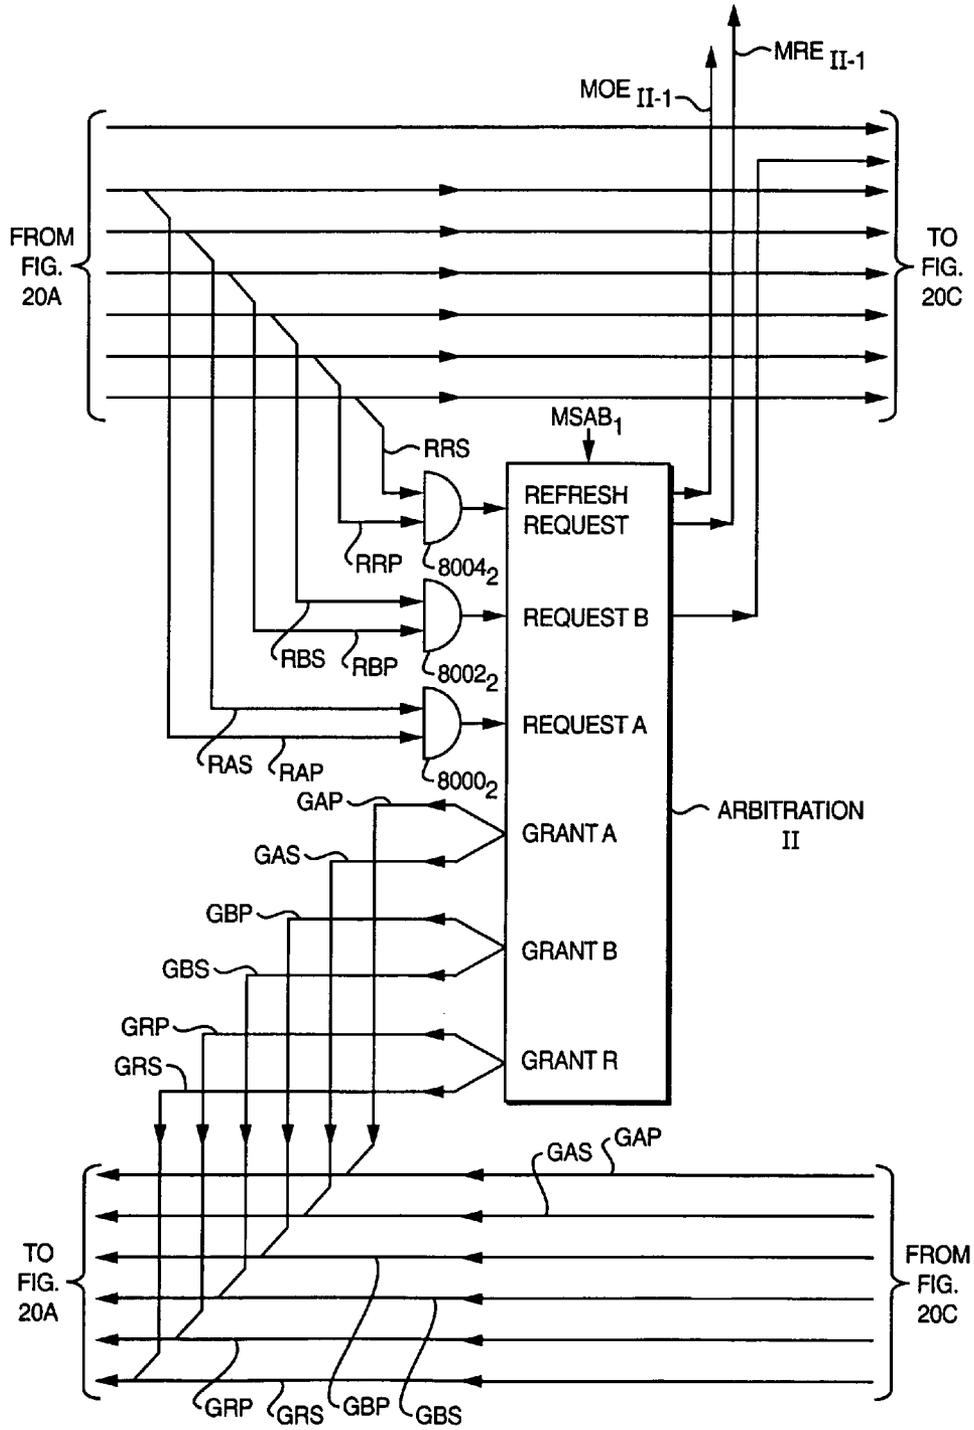 MRE II-1
MOE II-1
FROM
FIG.
20A
TO
FIG.
20C
MSAB1
RRS
REFRESH
REQUEST
RRP
80042
REQUEST B
RBS
RBP
80022
REQUEST A
RAS
RAP
80002
GAP
GRANT A
ARBITRATION
II
GAS
GBP
GRANT B
GBS
GRP
GRANT R
GRS
GAS
GAP
TO
FIG.
20A
FROM
FIG.
20C
GRP
GRS
GBP
GBS